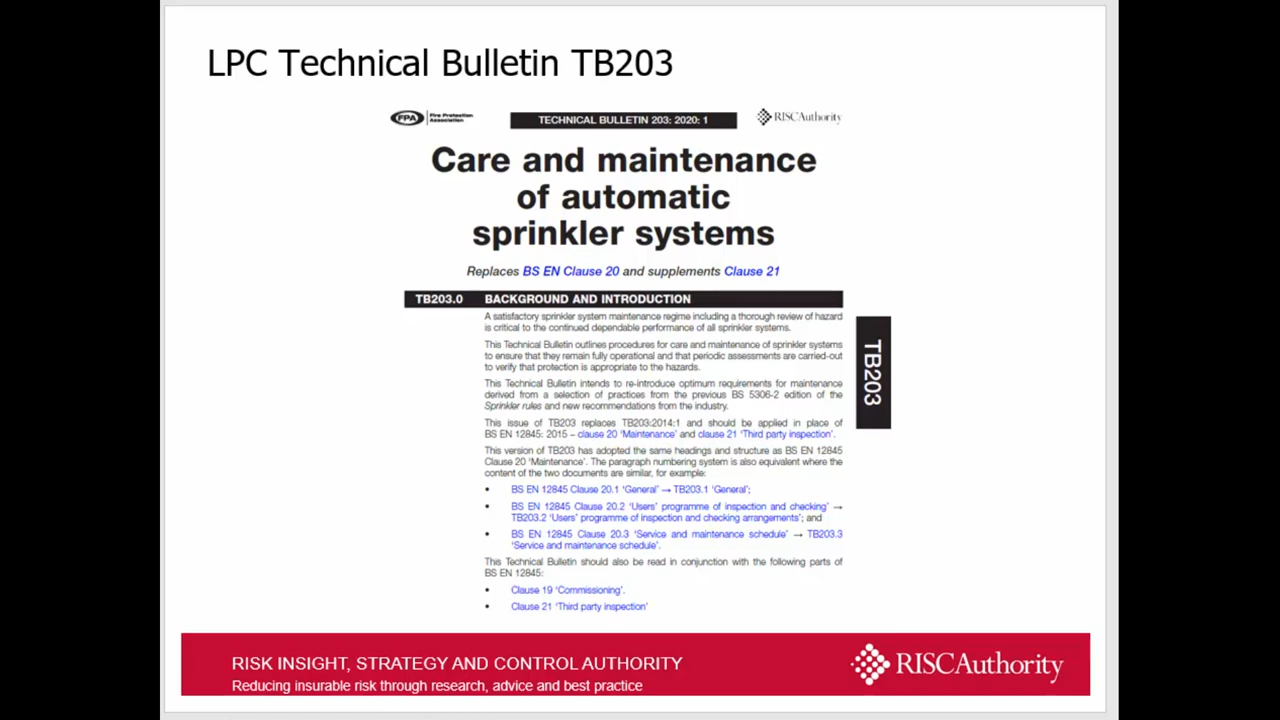 LPC Technical Bulletin TB203
FPA Fire Protection
Association
TECHNICAL BULLETIN 203: 2020: 1
RISCAuthority
Care and maintenance
of automatic
sprinkler systems
Replaces BS EN Clause 20 and supplements Clause 21
TB203.0 BACKGROUND AND INTRODUCTION
A satisfactory sprinkler system maintenance regime including a thorough review of hazard
is critical to the continued dependable performance of all sprinkler systems.
This Technical Bulletin outlines procedures for care and maintenance of sprinkler systems
to ensure that they remain fully operational and that periodic assessments are carried-out
to verify that protection is appropriate to the hazards.
This Technical Bulletin intends to re-introduce optimum requirements for maintenance
derived from a selection of practices from the previous BS 5306-2 edition of the
Sprinkler rules and new recommendations from the industry.
This issue of TB203 replaces TB203:2014:1 and should be applied in place of
BS EN 12845: 2015 – clause 20 ‘Maintenance’ and clause 21 ‘Third party inspection’.
This version of TB203 has adopted the same headings and structure as BS EN 12845
Clause 20 ‘Maintenance’. The paragraph numbering system is also equivalent where the
content of the two documents are similar, for example:
• BS EN 12845 Clause 20.1 ‘General’ → TB203.1 ‘General’;
• BS EN 12845 Clause 20.2 ‘Users’ programme of inspection and checking’ →
TB203.2 ‘Users’ programme of inspection and checking arrangements’; and
• BS EN 12845 Clause 20.3 ‘Service and maintenance schedule’ → TB203.3
‘Service and maintenance schedule’.
This Technical Bulletin should also be read in conjunction with the following parts of
BS EN 12845:
• Clause 19 ‘Commissioning’.
• Clause 21 ‘Third party inspection’
TB203
RISK INSIGHT, STRATEGY AND CONTROL AUTHORITY
Reducing insurable risk through research, advice and best practice
RISCAuthority